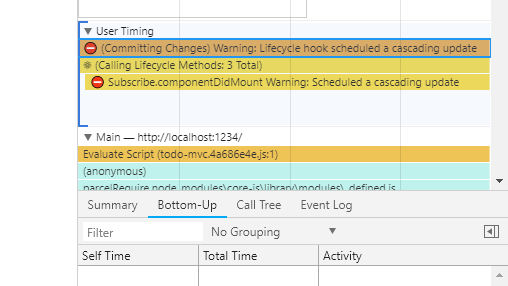 ▼ User Timing
⛔ (Committing Changes) Warning: Lifecycle hook scheduled a cascading update
(Calling Lifecycle Methods: 3 Total)
⛔ Subscribe.componentDidMount Warning: Scheduled a cascading update
▼ Main — http://localhost:1234/
Evaluate Script (todo-mvc.4a686e4e.js:1)
(anonymous)
parcelRequire.node_modules\core-js\library\modules\_defined.js
Summary Bottom-Up Call Tree Event Log
Filter No Grouping ▼
Self Time Total Time Activity